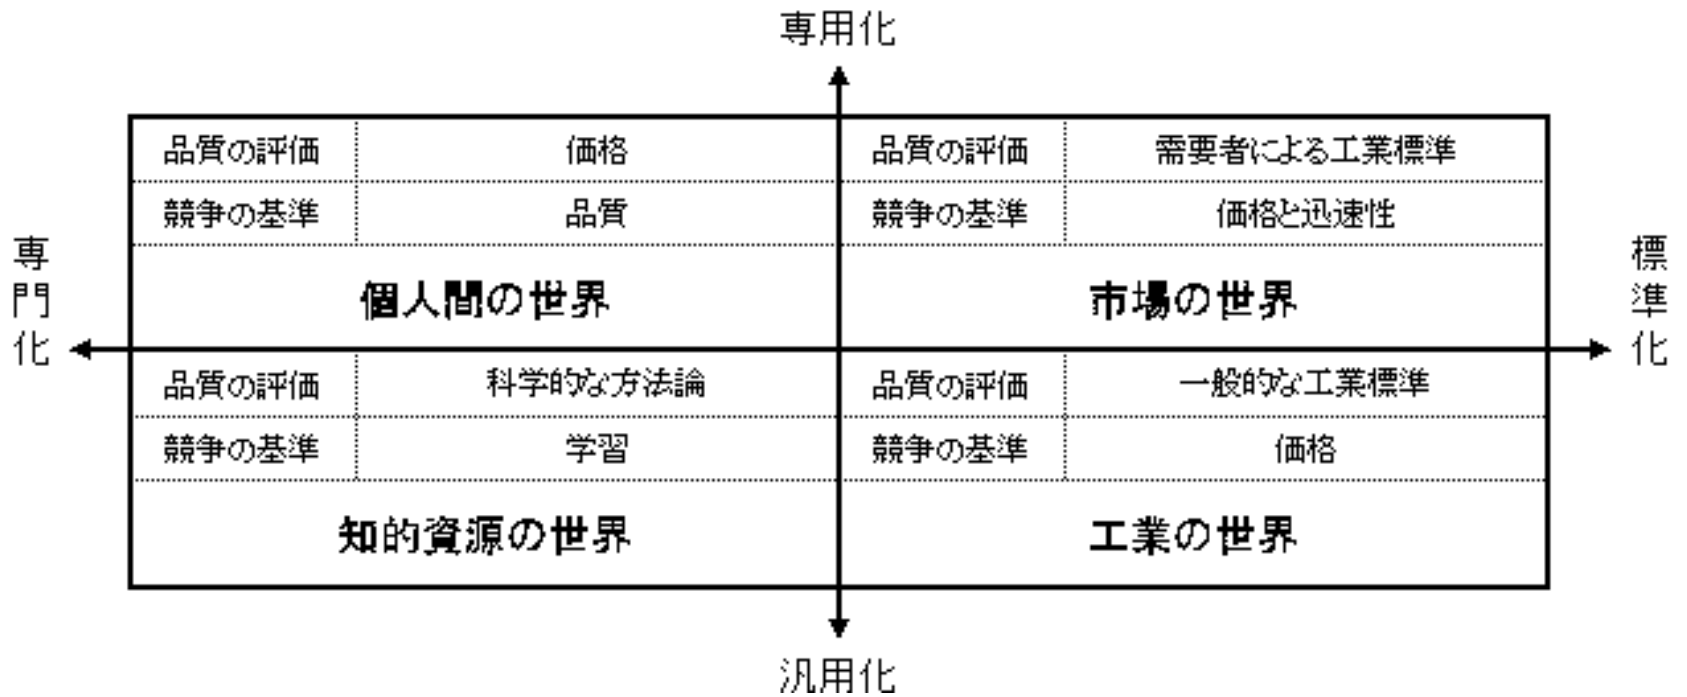 専用化
品質の評価 価格 品質の評価 需要者による工業標準
競争の基準 品質 競争の基準 価格と迅速性
個人間の世界 市場の世界
専門化 標準化
品質の評価 科学的な方法論 品質の評価 一般的な工業標準
競争の基準 学習 競争の基準 価格
知的資源の世界 工業の世界
汎用化